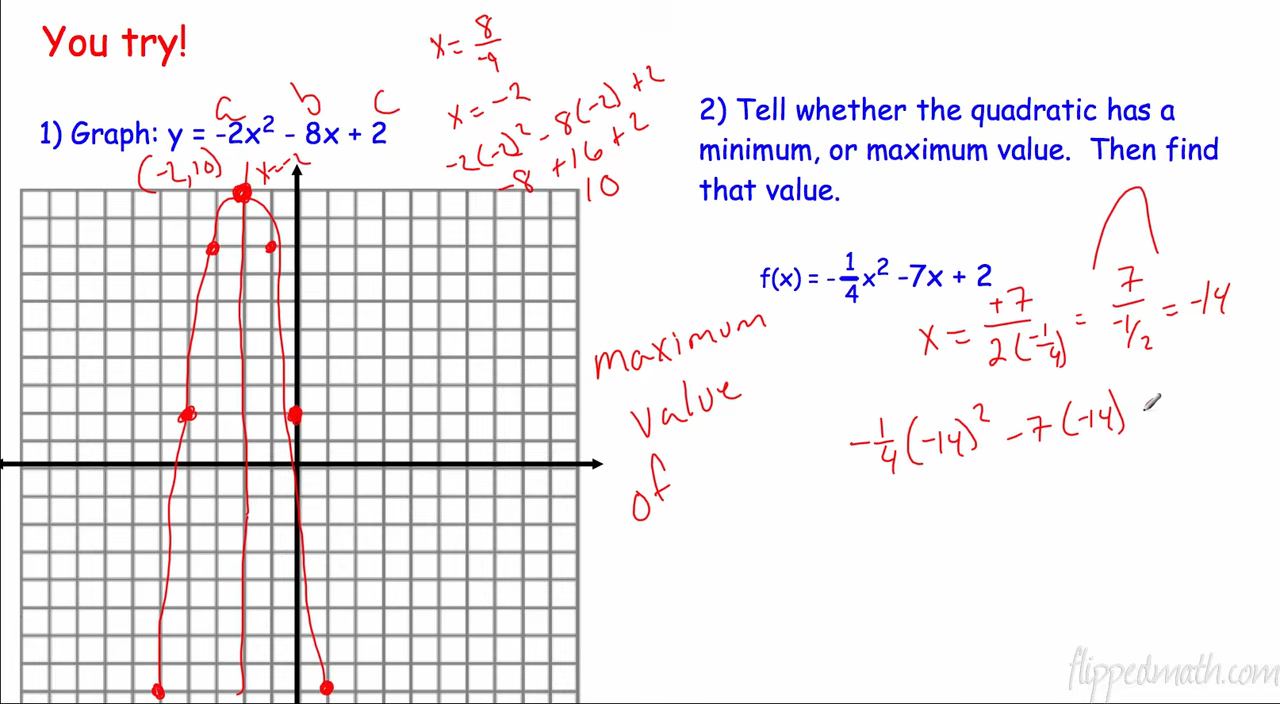 You try!
1) Graph: y = -2x² - 8x + 2
a b c
(-2,10) x=-2
x = 8/-4
x = -2
-2(-2)² - 8(-2) + 2
-8 + 16 + 2
10
2) Tell whether the quadratic has a
minimum, or maximum value. Then find
that value.
f(x) = -1/4x² -7x + 2
x = +7/2(-1/4) = 7/-1/2 = -14
maximum
value
of
-1/4(-14)² - 7(-14)
flippedmath.com